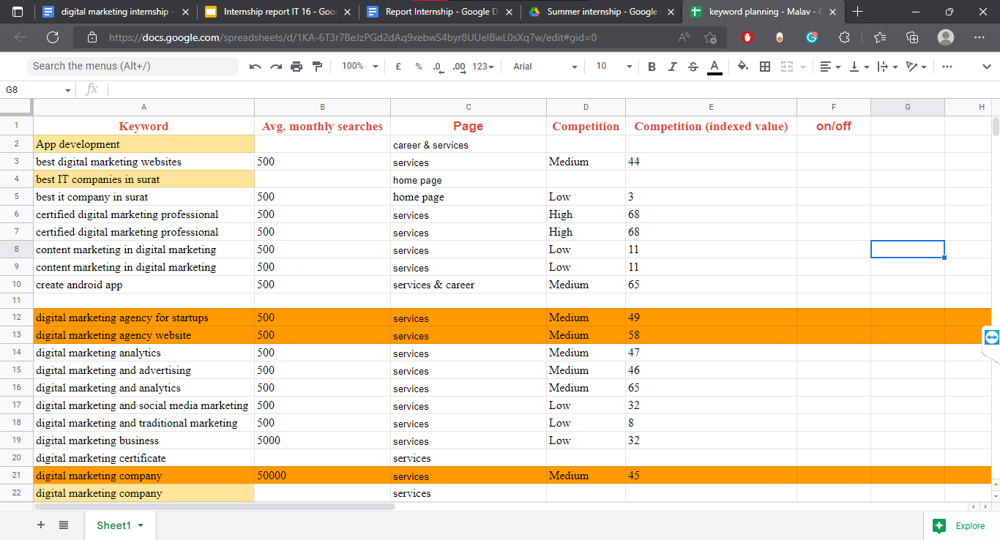 digital marketing internship - Internship report IT 16 - Goo Report Internship - Google D Summer internship - Google keyword planning - Malav - G
https://docs.google.com/spreadsheets/d/1KA-6T3r7BeJzPGd2dAq9xebwS4byr8UUelBwL0sXq7w/edit#gid=0
Search the menus (Alt+/) 100% £ % .0 .00 123 Arial 10 B I S A
G8 fx
A B C D E F G H
1 Keyword Avg. monthly searches Page Competition Competition (indexed value) on/off
2 App development career & services
3 best digital marketing websites 500 services Medium 44
4 best IT companies in surat home page
5 best it company in surat 500 home page Low 3
6 certified digital marketing professional 500 services High 68
7 certified digital marketing professional 500 services High 68
8 content marketing in digital marketing 500 services Low 11
9 content marketing in digital marketing 500 services Low 11
10 create android app 500 services & career Medium 65
11
12 digital marketing agency for startups 500 services Medium 49
13 digital marketing agency website 500 services Medium 58
14 digital marketing analytics 500 services Medium 47
15 digital marketing and advertising 500 services Medium 46
16 digital marketing and analytics 500 services Medium 65
17 digital marketing and social media marketing 500 services Low 32
18 digital marketing and traditional marketing 500 services Low 8
19 digital marketing business 5000 services Low 32
20 digital marketing certificate services
21 digital marketing company 50000 services Medium 45
22 digital marketing company services
Sheet1 Explore